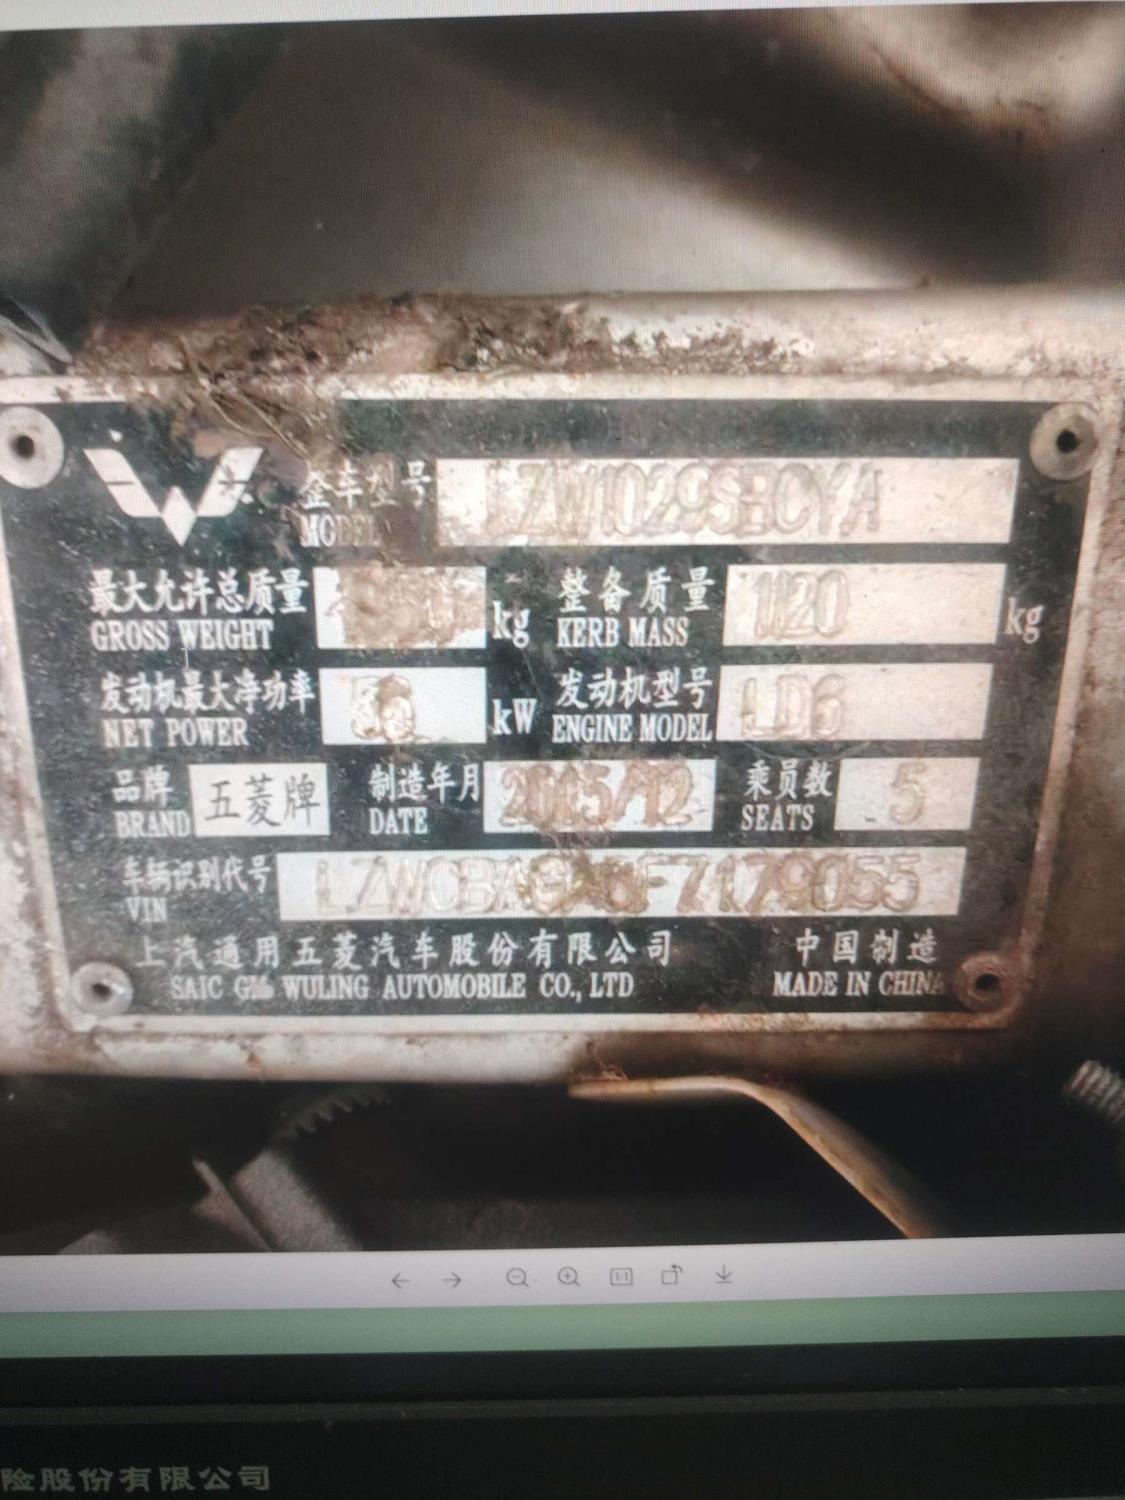 整车型号 LZW1029SBCYA
MODEL
最大允许总质量 kg 整备质量 1120 kg
GROSS WEIGHT KERB MASS
发动机最大净功率 kW 发动机型号 LD6
NET POWER ENGINE MODEL
品牌 五菱牌 制造年月 2015/12 乘员数 5
BRAND DATE SEATS
车辆识别代号
VIN
上汽通用五菱汽车股份有限公司 中国制造
SAIC GM WULING AUTOMOBILE CO., LTD MADE IN CHINA
1:1
险股份有限公司